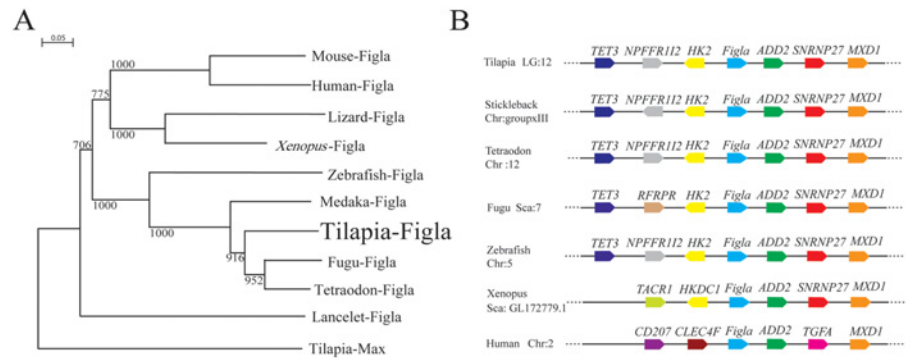 A
0.05
Mouse-Figla
1000
Human-Figla
775
Lizard-Figla
1000
Xenopus-Figla
706
Zebrafish-Figla
1000
Medaka-Figla
1000
Tilapia-Figla
916
Fugu-Figla
952
Tetraodon-Figla
Lancelet-Figla
Tilapia-Max
B
TET3 NPFFR1I2 HK2 Figla ADD2 SNRNP27 MXD1
Tilapia LG:12
TET3 NPFFR1I2 HK2 Figla ADD2 SNRNP27 MXD1
Stickleback
Chr:groupxIII
TET3 NPFFR1I2 HK2 Figla ADD2 SNRNP27 MXD1
Tetraodon
Chr :12
TET3 RFRPR HK2 Figla ADD2 SNRNP27 MXD1
Fugu Sca:7
TET3 NPFFR1I2 HK2 Figla ADD2 SNRNP27 MXD1
Zebrafish
Chr:5
TACR1 HKDC1 Figla ADD2 SNRNP27 MXD1
Xenopus
Sca: GL172779.1
CD207 CLEC4F Figla ADD2 TGFA MXD1
Human Chr:2